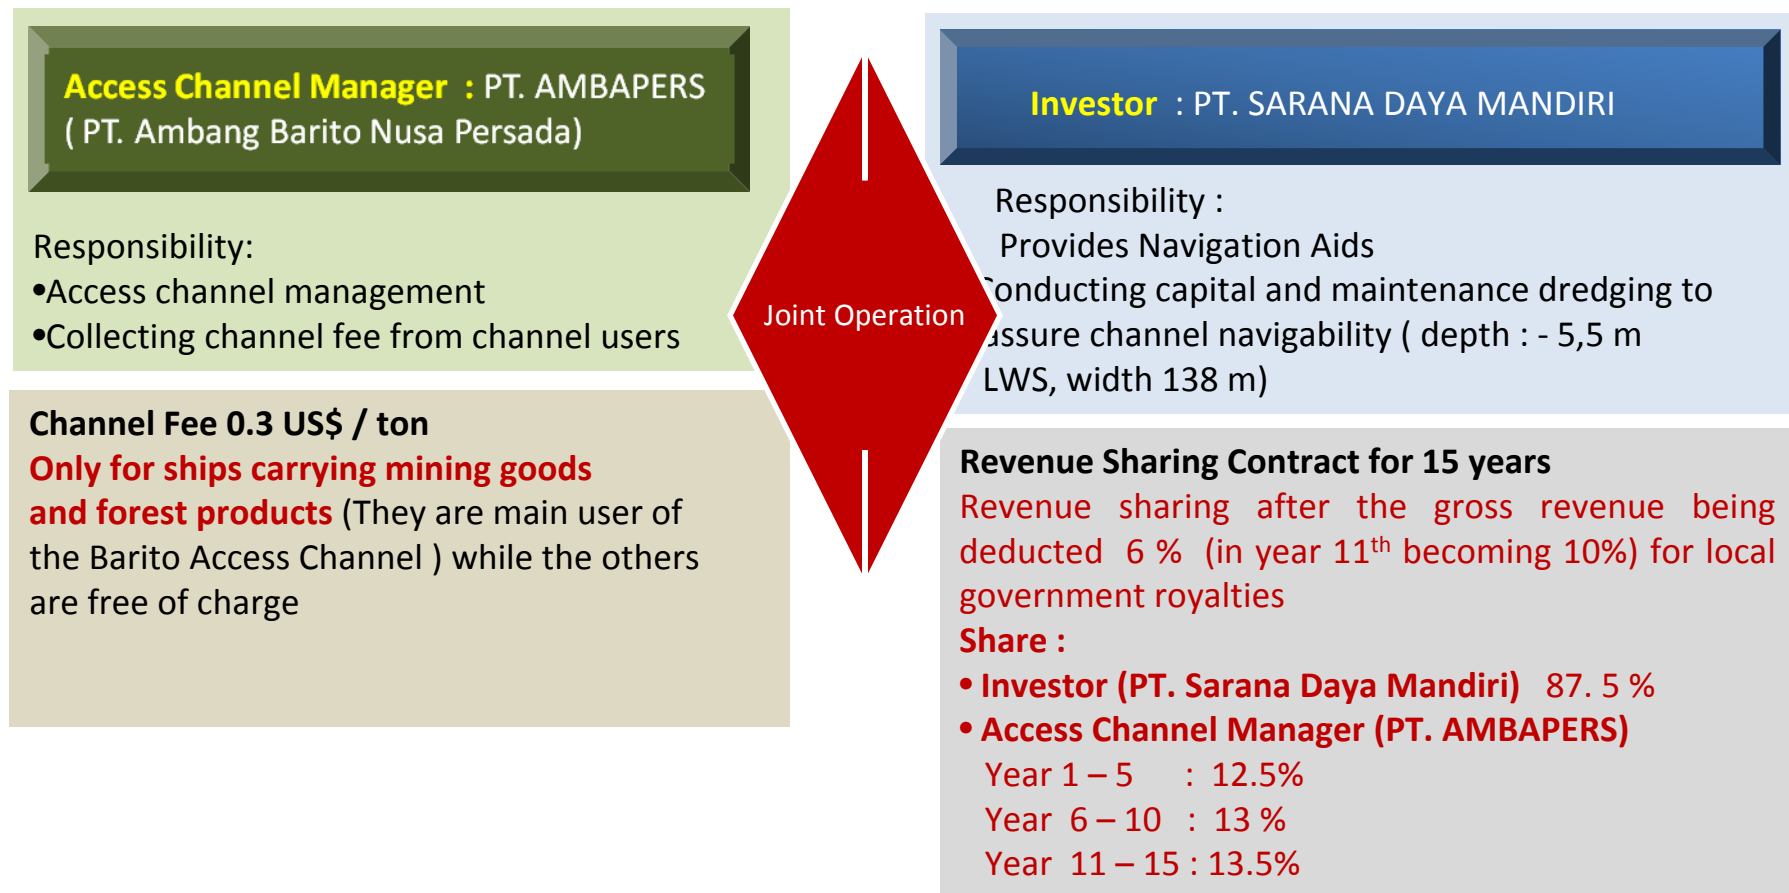 Access Channel Manager : PT. AMBAPERS
( PT. Ambang Barito Nusa Persada)
Responsibility:
•Access channel management
•Collecting channel fee from channel users
Channel Fee 0.3 US$ / ton
Only for ships carrying mining goods
and forest products (They are main user of
the Barito Access Channel ) while the others
are free of charge
Joint Operation
Investor : PT. SARANA DAYA MANDIRI
Responsibility :
Provides Navigation Aids
Conducting capital and maintenance dredging to
assure channel navigability ( depth : - 5,5 m
LWS, width 138 m)
Revenue Sharing Contract for 15 years
Revenue sharing after the gross revenue being
deducted 6 % (in year 11th becoming 10%) for local
government royalties
Share :
• Investor (PT. Sarana Daya Mandiri) 87. 5 %
• Access Channel Manager (PT. AMBAPERS)
Year 1 – 5 : 12.5%
Year 6 – 10 : 13 %
Year 11 – 15 : 13.5%